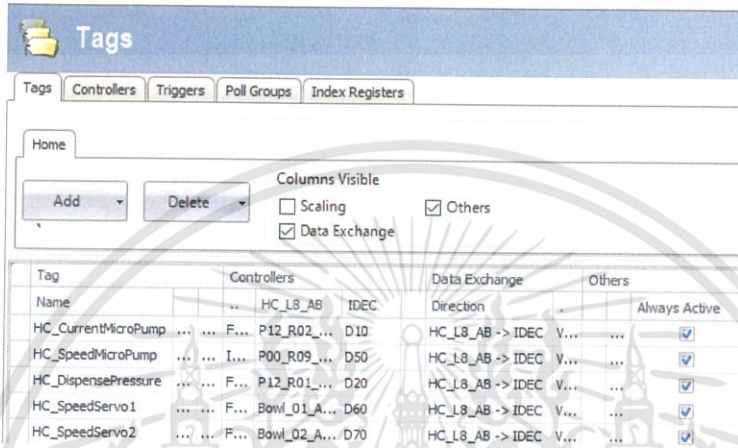 Tags
Tags Controllers Triggers Poll Groups Index Registers
Home
Add Delete
Columns Visible
Scaling Others
Data Exchange
Tag Controllers Data Exchange Others
Name .. HC_L8_AB IDEC Direction . Always Active
HC_CurrentMicroPump ... ... F... P12_R02_... D10 HC_L8_AB -> IDEC V... ...
HC_SpeedMicroPump ... ... I... P00_R09_... D50 HC_L8_AB -> IDEC V... ...
HC_DispensePressure ... ... F... P12_R01_... D20 HC_L8_AB -> IDEC V... ...
HC_SpeedServo1 ... ... F... Bowl_01_A... D60 HC_L8_AB -> IDEC V... ...
HC_SpeedServo2 ... ... F... Bowl_02_A... D70 HC_L8_AB -> IDEC V... ...